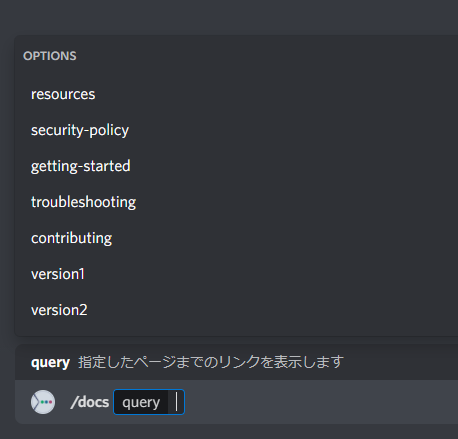 OPTIONS
resources
security-policy
getting-started
troubleshooting
contributing
version1
version2
query 指定したページまでのリンクを表示します
/docs query